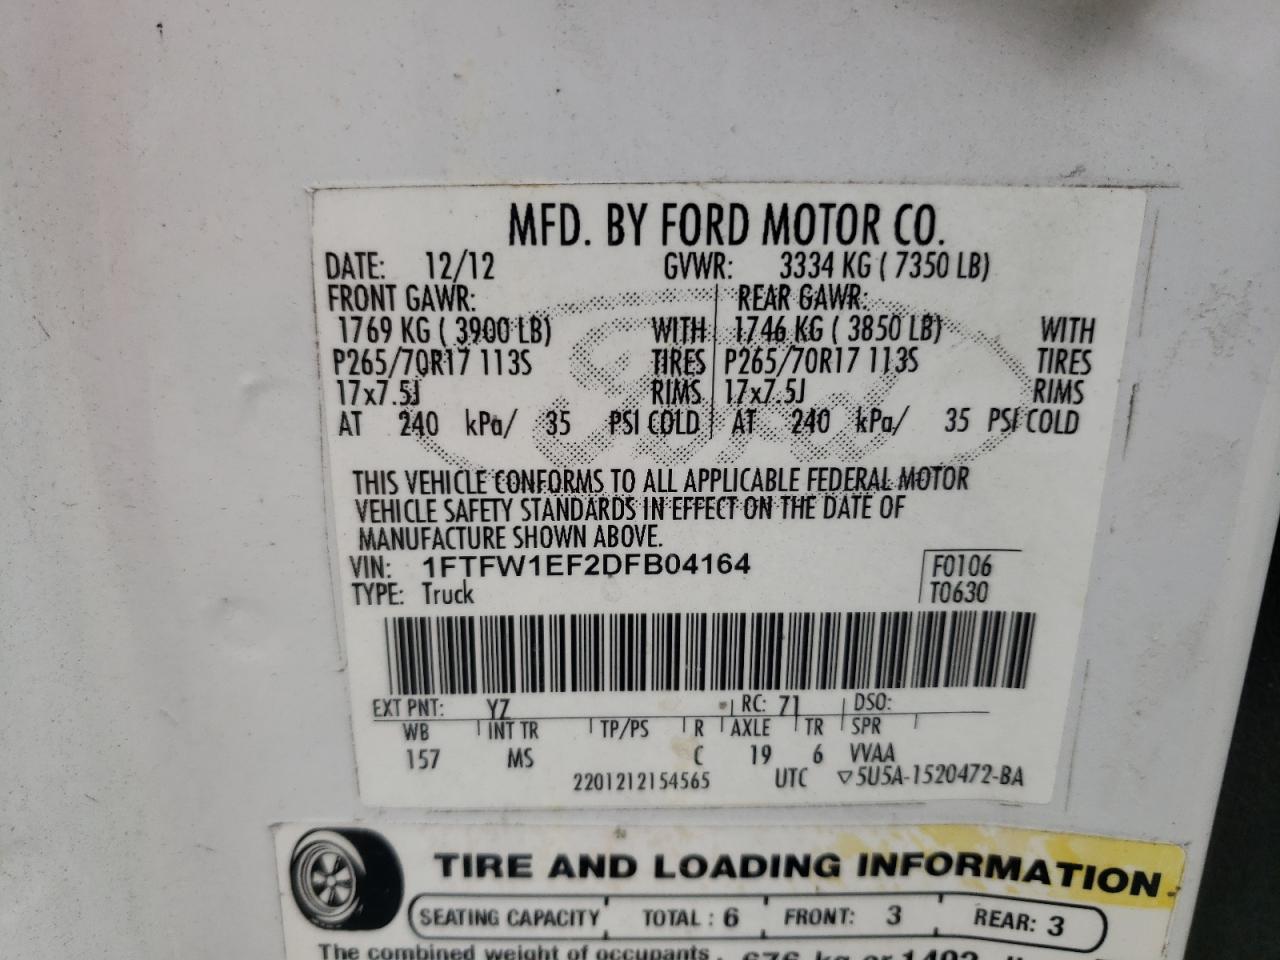 MFD. BY FORD MOTOR CO.
DATE: 12/12 GVWR: 3334 KG ( 7350 LB)
FRONT GAWR: REAR GAWR:
1769 KG ( 3900 LB) WITH 1746 KG ( 3850 LB) WITH
P265/70R17 113S TIRES P265/70R17 113S TIRES
17x7.5J RIMS 17x7.5J RIMS
AT 240 kPa/ 35 PSI COLD AT 240 kPa/ 35 PSI COLD
THIS VEHICLE CONFORMS TO ALL APPLICABLE FEDERAL MOTOR
VEHICLE SAFETY STANDARDS IN EFFECT ON THE DATE OF
MANUFACTURE SHOWN ABOVE.
VIN: 1FTFW1EF2DFB04164 F0106
TYPE: Truck T0630
EXT PNT: YZ RC: 71 DSO:
WB INT TR TP/PS R AXLE TR SPR
157 MS C 19 6 VVAA
2201212154565 UTC ▽5U5A-1520472-BA
TIRE AND LOADING INFORMATION
SEATING CAPACITY TOTAL : 6 FRONT: 3 REAR: 3
The combined weight of occupants